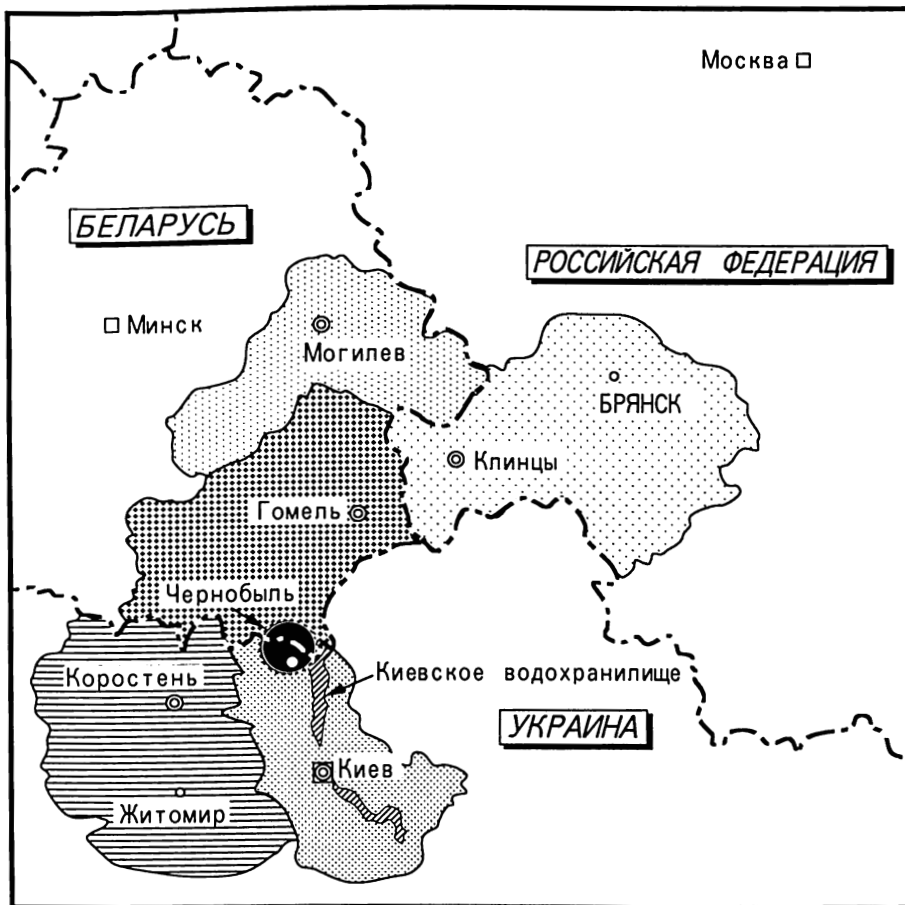 Москва
БЕЛАРУСЬ
РОССИЙСКАЯ ФЕДЕРАЦИЯ
Минск
Могилев
БРЯНСК
Клинцы
Гомель
Чернобыль
Коростень
Киевское водохранилище
УКРАИНА
Киев
Житомир